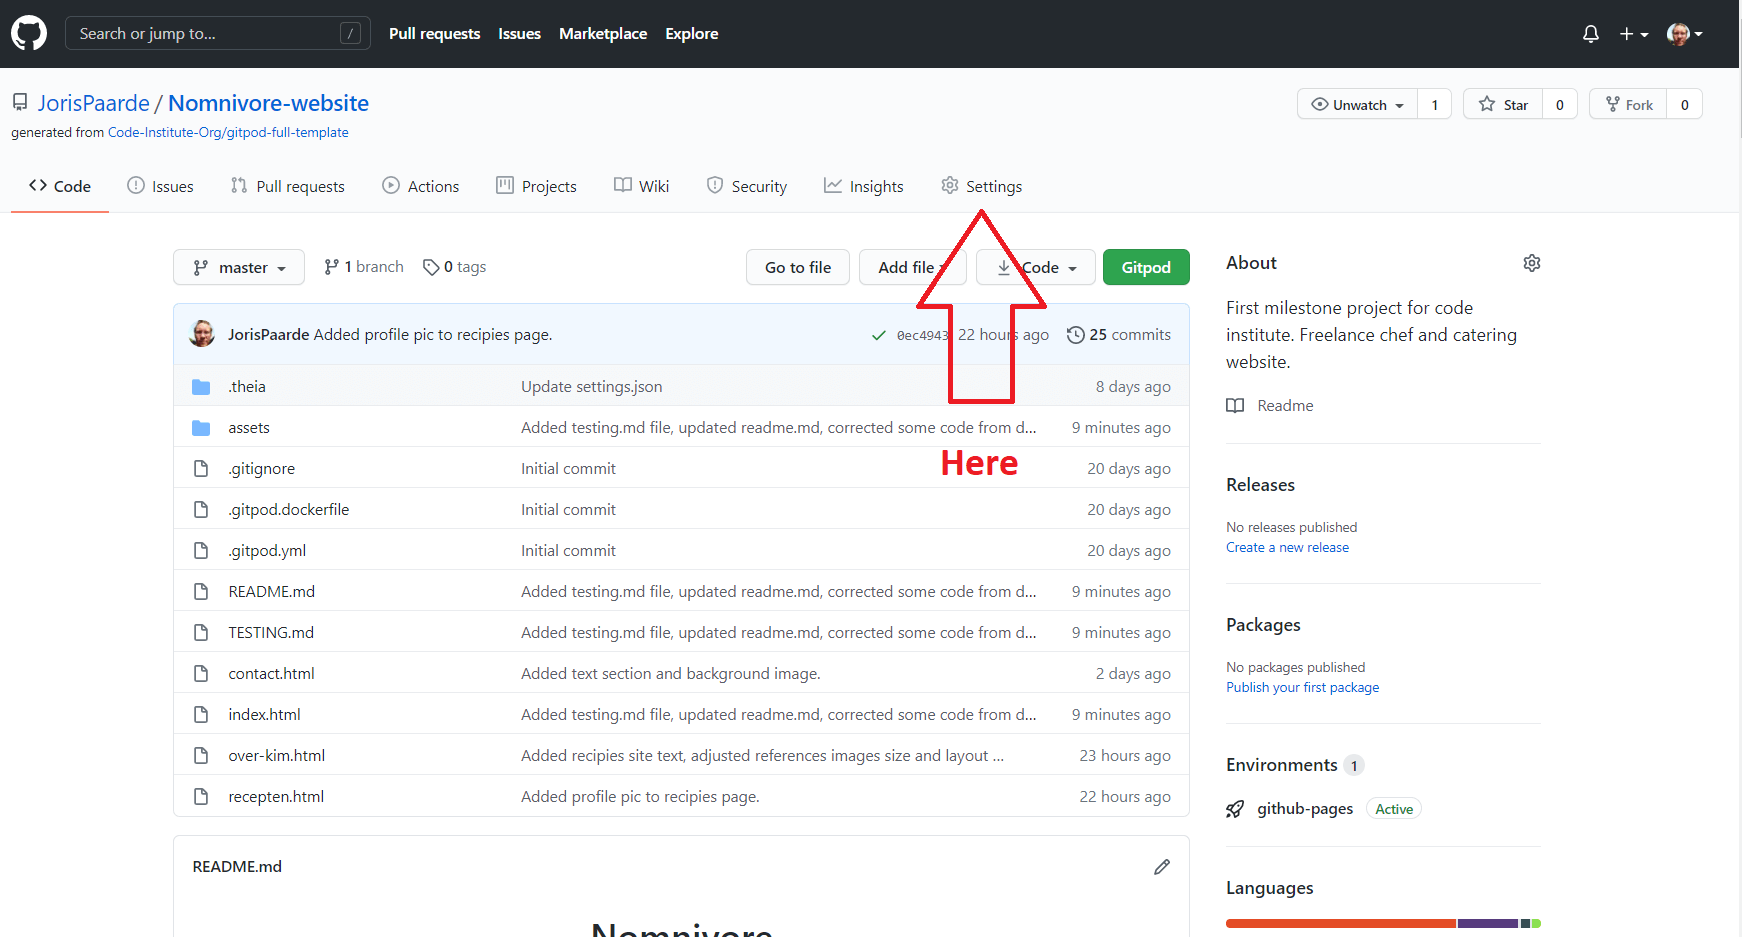 Search or jump to... /
Pull requests Issues Marketplace Explore
JorisPaarde / Nomnivore-website
Unwatch 1 Star 0 Fork 0
generated from Code-Institute-Org/gitpod-full-template
Code Issues Pull requests Actions Projects Wiki Security Insights Settings
master 1 branch 0 tags Go to file Add file Code Gitpod
JorisPaarde Added profile pic to recipies page. 0ec4943 22 hours ago 25 commits
.theia Update settings.json 8 days ago
assets Added testing.md file, updated readme.md, corrected some code from d... 9 minutes ago
.gitignore Initial commit 20 days ago
.gitpod.dockerfile Initial commit 20 days ago
.gitpod.yml Initial commit 20 days ago
README.md Added testing.md file, updated readme.md, corrected some code from d... 9 minutes ago
TESTING.md Added testing.md file, updated readme.md, corrected some code from d... 9 minutes ago
contact.html Added text section and background image. 2 days ago
index.html Added testing.md file, updated readme.md, corrected some code from d... 9 minutes ago
over-kim.html Added recipies site text, adjusted references images size and layout ... 23 hours ago
recepten.html Added profile pic to recipies page. 22 hours ago
Here
README.md
Nomnivore
About
First milestone project for code
institute. Freelance chef and catering
website.
Readme
Releases
No releases published
Create a new release
Packages
No packages published
Publish your first package
Environments 1
github-pages Active
Languages